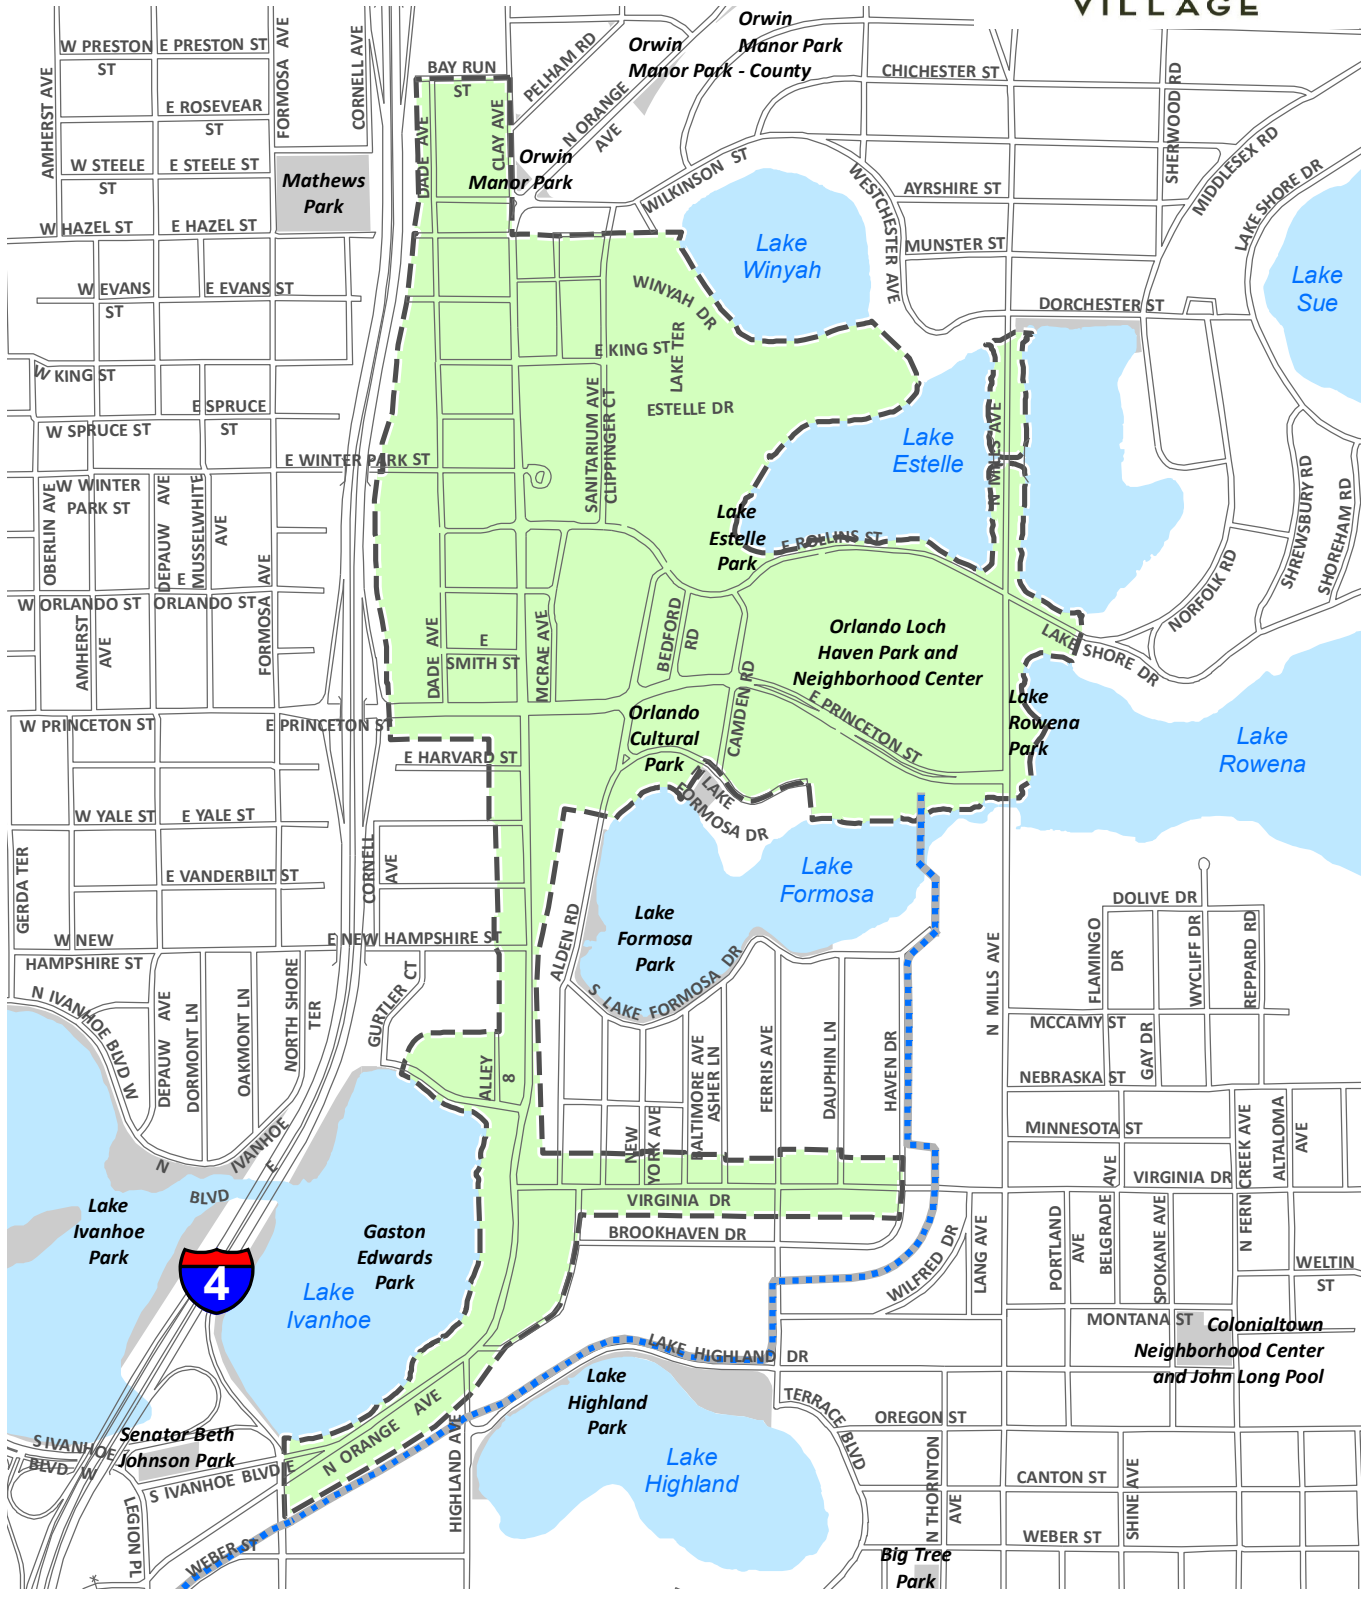 VILLAGE
Orwin
Manor Park
Orwin
Manor Park - County
W PRESTON
ST
E PRESTON ST
FORMOSA AVE
CORNELL AVE
AMHERST AVE
BAY RUN
ST
PELHAM RD
N ORANGE
AVE
CHICHESTER ST
SHERWOOD RD
MIDDLESEX RD
LAKE SHORE DR
E ROSEVEAR
ST
DADE AVE
CLAY AVE
Orwin
Manor Park
W STEELE
ST
E STEELE ST
Mathews
Park
WILKINSON ST
WESTCHESTER AVE
AYRSHIRE ST
W HAZEL ST
E HAZEL ST
MUNSTER ST
Lake
Winyah
Lake
Sue
W EVANS
ST
E EVANS ST
WINYAH DR
DORCHESTER ST
E KING ST
LAKE TER
W KING ST
ESTELLE DR
SANITARIUM AVE
CLIPPINGER CT
E SPRUCE
ST
W SPRUCE ST
N MILLS AVE
Lake
Estelle
E WINTER PARK ST
W WINTER
PARK ST
OBERLIN AVE
DEPAUW AVE
MUSSELWHITE
AVE
SHREWSBURY RD
SHOREHAM RD
Lake
Estelle
Park
E ROLLINS ST
NORFOLK RD
W ORLANDO ST
E
ORLANDO ST
FORMOSA AVE
AMHERST
AVE
DADE AVE
E
SMITH ST
MCRAE AVE
BEDFORD
RD
Orlando Loch
Haven Park and
Neighborhood Center
LAKE SHORE DR
CAMDEN RD
E PRINCETON ST
Lake
Rowena
Park
Lake
Rowena
W PRINCETON ST
E PRINCETON ST
Orlando
Cultural
Park
E HARVARD ST
N LAKE
FORMOSA DR
W YALE ST
E YALE ST
GERDA TER
CORNELL
AVE
E VANDERBILT ST
Lake
Formosa
DOLIVE DR
W NEW
HAMPSHIRE ST
E NEW HAMPSHIRE ST
ALDEN RD
Lake
Formosa
Park
S LAKE FORMOSA DR
N MILLS AVE
FLAMINGO
DR
WYCLIFF DR
REPPARD RD
N IVANHOE BLVD W
DEPAUW AVE
DORMONT LN
OAKMONT LN
NORTH SHORE
TER
GURTLER CT
MCCAMY ST
GAY DR
NEBRASKA ST
ALLEY
8
NEW
YORK AVE
BALTIMORE AVE
ASHER LN
FERRIS AVE
DAUPHIN LN
HAVEN DR
MINNESOTA ST
N FERN CREEK AVE
ALTALOMA
AVE
N
IVANHOE
BLVD
E
VIRGINIA DR
VIRGINIA DR
BROOKHAVEN DR
WILFRED DR
LANG AVE
PORTLAND
AVE
BELGRADE AVE
SPOKANE AVE
WELTIN
ST
Lake
Ivanhoe
Park
Gaston
Edwards
Park
4
Lake
Ivanhoe
MONTANA ST
Colonialtown
Neighborhood Center
and John Long Pool
LAKE HIGHLAND DR
Lake
Highland
Park
TERRACE BLVD
OREGON ST
S IVANHOE
BLVD W
Senator Beth
Johnson Park
S IVANHOE BLVD E
N ORANGE AVE
HIGHLAND AVE
Lake
Highland
N THORNTON
AVE
CANTON ST
SHINE AVE
LEGION PL
WEBER ST
WEBER ST
Big Tree
Park